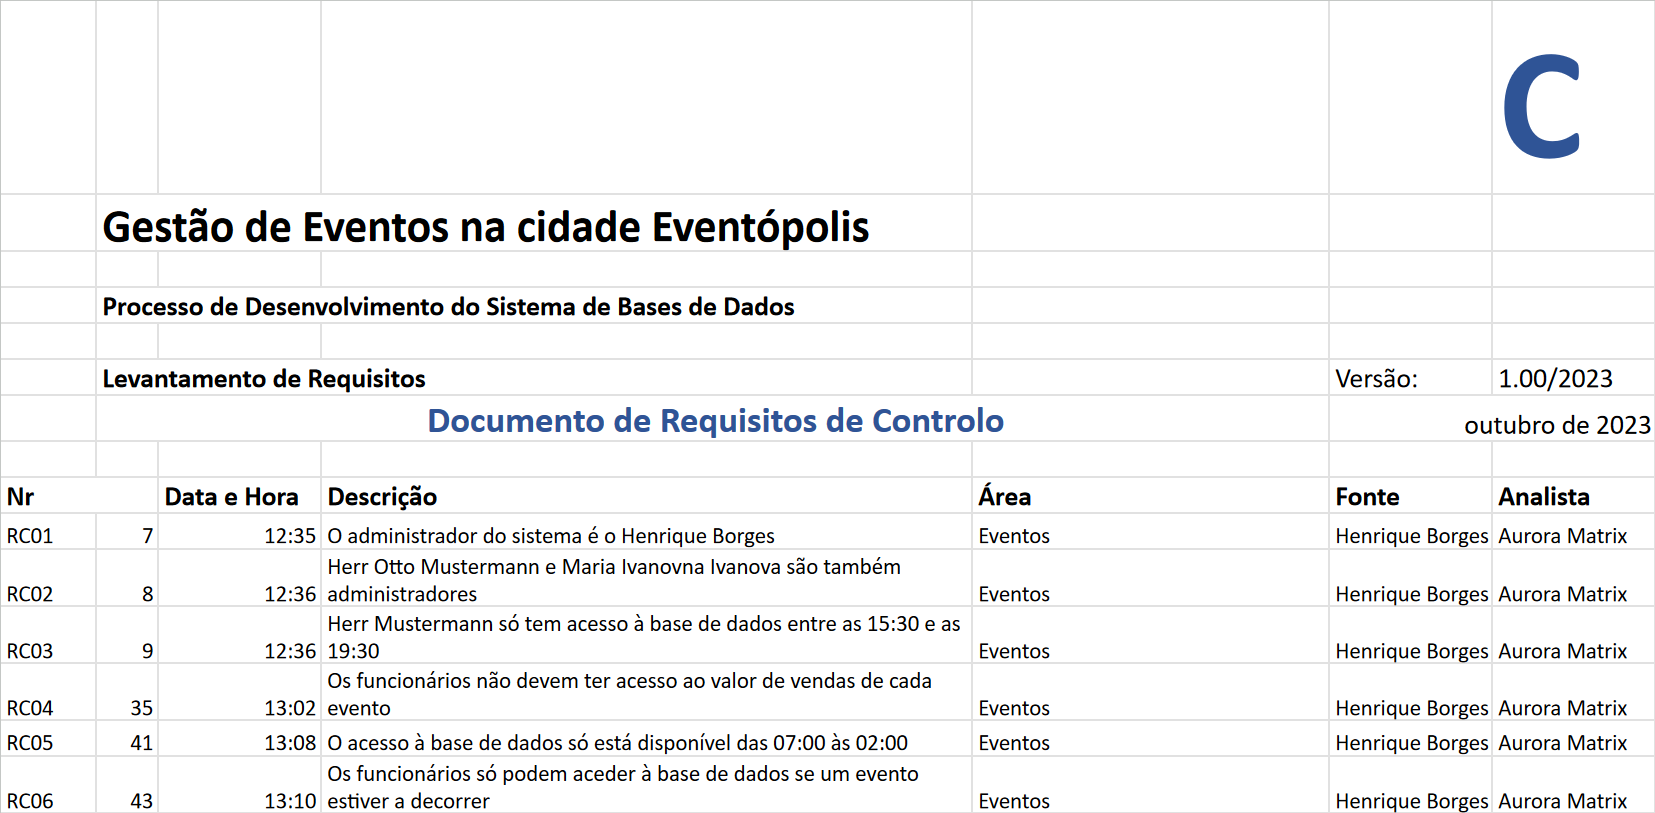 C
Gestão de Eventos na cidade Eventópolis
Processo de Desenvolvimento do Sistema de Bases de Dados
Levantamento de Requisitos Versão: 1.00/2023
Documento de Requisitos de Controlo outubro de 2023
Nr Data e Hora Descrição Área Fonte Analista
RC01 7 12:35 O administrador do sistema é o Henrique Borges Eventos Henrique Borges Aurora Matrix
Herr Otto Mustermann e Maria Ivanovna Ivanova são também
RC02 8 12:36 administradores Eventos Henrique Borges Aurora Matrix
Herr Mustermann só tem acesso à base de dados entre as 15:30 e as
RC03 9 12:36 19:30 Eventos Henrique Borges Aurora Matrix
Os funcionários não devem ter acesso ao valor de vendas de cada
RC04 35 13:02 evento Eventos Henrique Borges Aurora Matrix
RC05 41 13:08 O acesso à base de dados só está disponível das 07:00 às 02:00 Eventos Henrique Borges Aurora Matrix
Os funcionários só podem aceder à base de dados se um evento
RC06 43 13:10 estiver a decorrer Eventos Henrique Borges Aurora Matrix